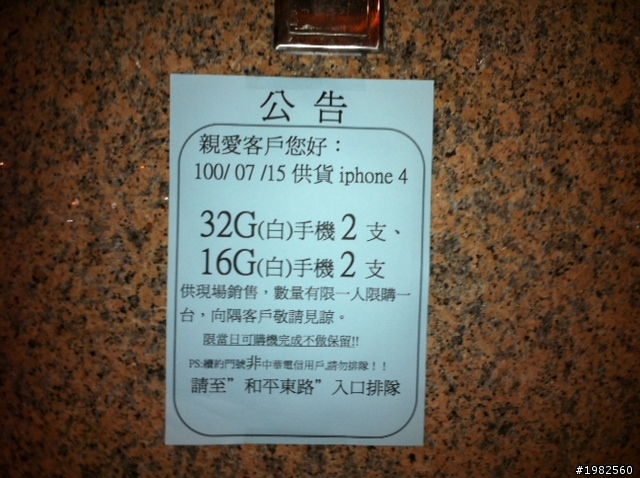 公告
親愛客戶您好：
100/ 07 /15 供貨 iphone 4
32G(白)手機 2 支、
16G(白)手機 2 支
供現場銷售，數量有限一人限購一
台，向隅客戶敬請見諒。
限當日可購機完成不做保留!!
PS:續約門號非中華電信用戶,請勿排隊！！
請至”和平東路”入口排隊
#1982560